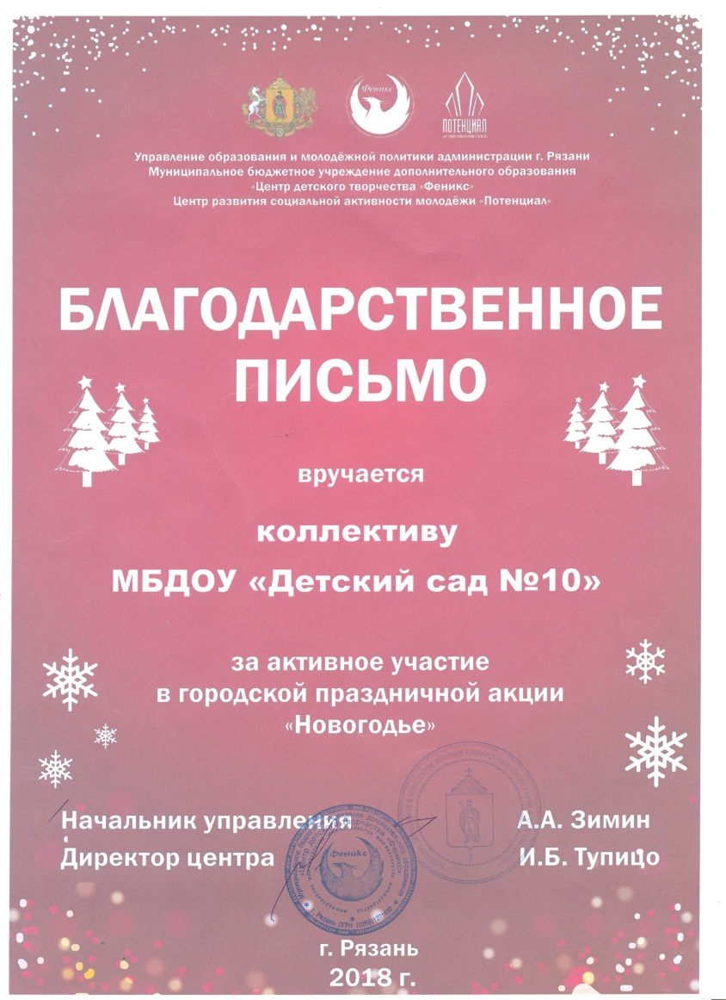 Феникс
ПОТЕНЦИАЛ
Управление образования и молодёжной политики администрации г. Рязани
Муниципальное бюджетное учреждение дополнительного образования
«Центр детского творчества «Феникс»
Центр развития социальной активности молодёжи «Потенциал»
БЛАГОДАРСТВЕННОЕ
ПИСЬМО
вручается
коллективу
МБДОУ «Детский сад №10»
за активное участие
в городской праздничной акции
«Новогодье»
Начальник управления А.А. Зимин
Директор центра И.Б. Тупицо
Феникс
г. Рязань
2018 г.